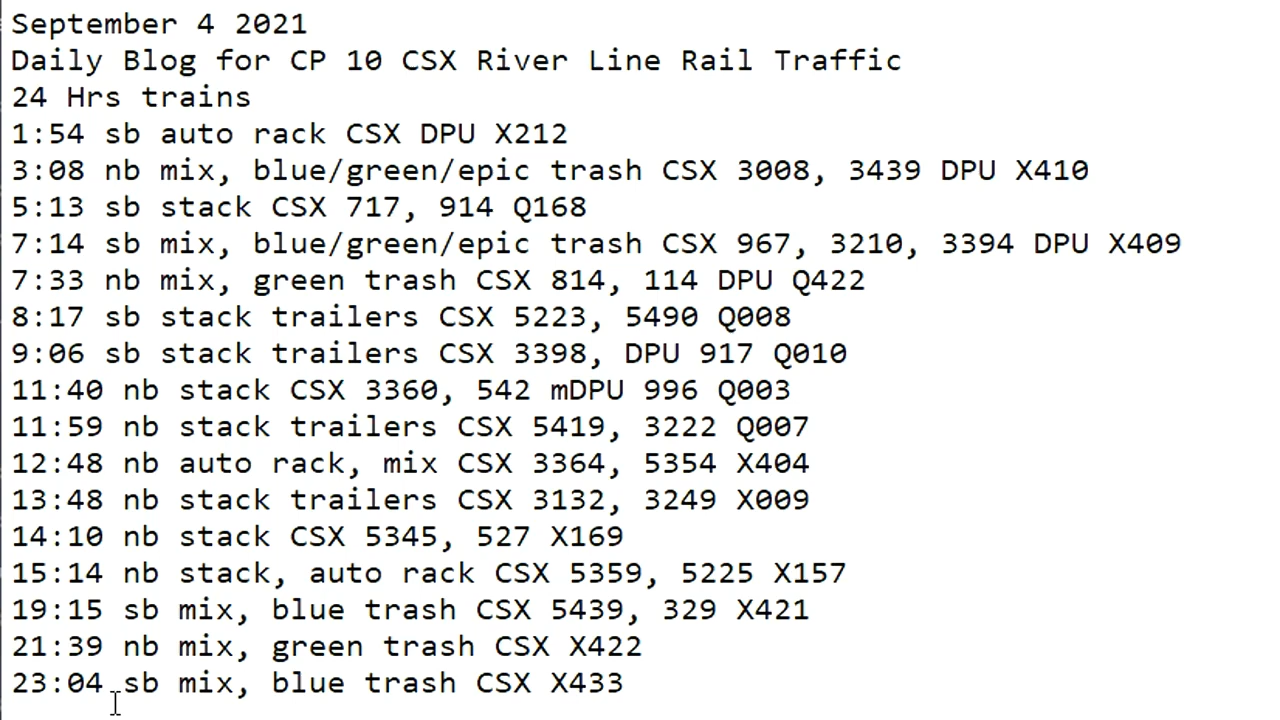 September 4 2021
Daily Blog for CP 10 CSX River Line Rail Traffic
24 Hrs trains
1:54 sb auto rack CSX DPU X212
3:08 nb mix, blue/green/epic trash CSX 3008, 3439 DPU X410
5:13 sb stack CSX 717, 914 Q168
7:14 sb mix, blue/green/epic trash CSX 967, 3210, 3394 DPU X409
7:33 nb mix, green trash CSX 814, 114 DPU Q422
8:17 sb stack trailers CSX 5223, 5490 Q008
9:06 sb stack trailers CSX 3398, DPU 917 Q010
11:40 nb stack CSX 3360, 542 mDPU 996 Q003
11:59 nb stack trailers CSX 5419, 3222 Q007
12:48 nb auto rack, mix CSX 3364, 5354 X404
13:48 nb stack trailers CSX 3132, 3249 X009
14:10 nb stack CSX 5345, 527 X169
15:14 nb stack, auto rack CSX 5359, 5225 X157
19:15 sb mix, blue trash CSX 5439, 329 X421
21:39 nb mix, green trash CSX X422
23:04 sb mix, blue trash CSX X433